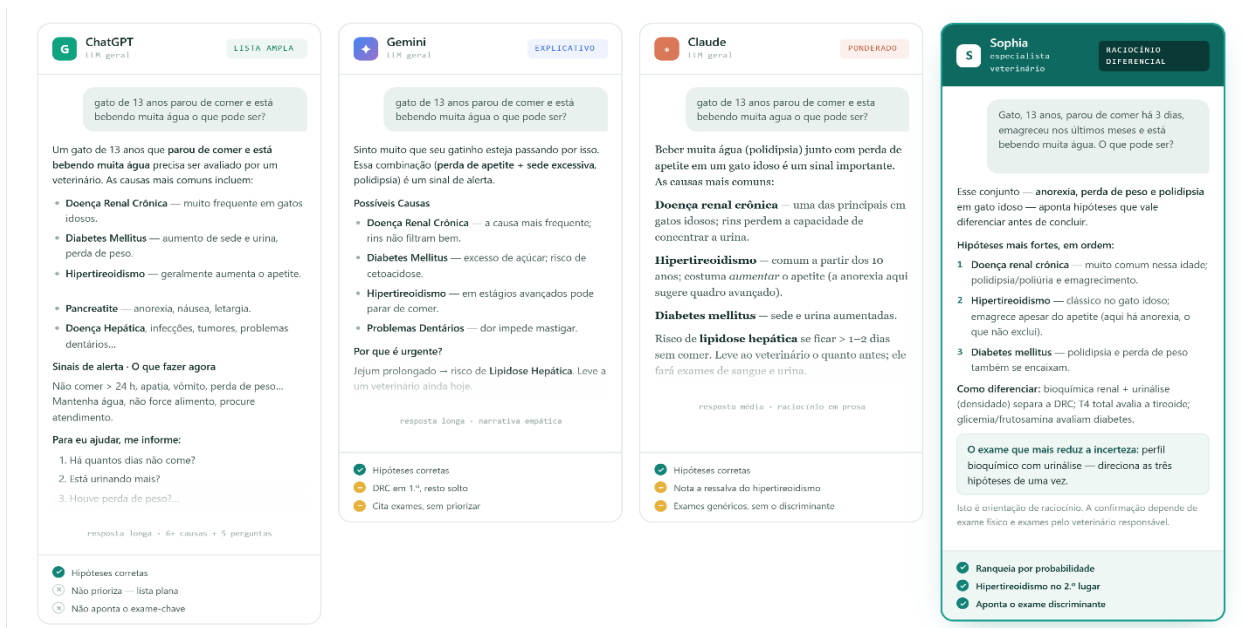 G
ChatGPT
LLM geral
LISTA AMPLA
gato de 13 anos parou de comer e está
bebendo muita água o que pode ser?
Um gato de 13 anos que parou de comer e está
bebendo muita água precisa ser avaliado por um
veterinário. As causas mais comuns incluem:
• Doença Renal Crônica — muito frequente em gatos
idosos.
• Diabetes Mellitus — aumento de sede e urina,
perda de peso.
• Hipertireoidismo — geralmente aumenta o apetite.
• Pancreatite — anorexia, náusea, letargia.
• Doença Hepática, infecções, tumores, problemas
dentários...
Sinais de alerta · O que fazer agora
Não comer > 24 h, apatia, vômito, perda de peso...
Mantenha água, não force alimento, procure
atendimento.
Para eu ajudar, me informe:
1. Há quantos dias não come?
2. Está urinando mais?
3. Houve perda de peso?...
resposta longa · 6+ causas + 5 perguntas
Hipóteses corretas
Não prioriza — lista plana
Não aponta o exame-chave
Gemini
LLM geral
EXPLICATIVO
gato de 13 anos parou de comer e está
bebendo muita água o que pode ser?
Sinto muito que seu gatinho esteja passando por isso.
Essa combinação (perda de apetite + sede excessiva,
polidipsia) é um sinal de alerta.
Possíveis Causas
• Doença Renal Crônica — a causa mais frequente;
rins não filtram bem.
• Diabetes Mellitus — excesso de açúcar; risco de
cetoacidose.
• Hipertireoidismo — em estágios avançados pode
parar de comer.
• Problemas Dentários — dor impede mastigar.
Por que é urgente?
Jejum prolongado → risco de Lipidose Hepática. Leve a
um veterinário ainda hoje.
resposta longa · narrativa empática
Hipóteses corretas
DRC em 1.º, resto solto
Cita exames, sem priorizar
Claude
LLM geral
PONDERADO
gato de 13 anos parou de comer e esta
bebendo muita agua o que pode ser?
Beber muita água (polidipsia) junto com perda de
apetite em um gato idoso é um sinal importante.
As causas mais comuns:
Doença renal crônica — uma das principais em
gatos idosos; rins perdem a capacidade de
concentrar a urina.
Hipertireoidismo — comum a partir dos 10
anos; costuma aumentar o apetite (a anorexia aqui
sugere quadro avançado).
Diabetes mellitus — sede e urina aumentadas.
Risco de lipidose hepática se ficar > 1–2 dias
sem comer. Leve ao veterinário o quanto antes; ele
fará exames de sangue e urina.
resposta média · raciocínio em prosa
Hipóteses corretas
Nota a ressalva do hipertireoidismo
Exames genéricos, sem o discriminante
S
Sophia
especialista
veterinário
RACIOCÍNIO
DIFERENCIAL
Gato, 13 anos, parou de comer há 3 dias,
emagreceu nos últimos meses e está
bebendo muita água. O que pode ser?
Esse conjunto — anorexia, perda de peso e polidipsia
em gato idoso — aponta hipóteses que vale
diferenciar antes de concluir.
Hipóteses mais fortes, em ordem:
1 Doença renal crônica — muito comum nessa idade;
polidipsia/poliúria e emagrecimento.
2 Hipertireoidismo — clássico no gato idoso;
emagrece apesar do apetite (aqui há anorexia, o
que não exclui).
3 Diabetes mellitus — polidipsia e perda de peso
também se encaixam.
Como diferenciar: bioquímica renal + urinálise
(densidade) separa a DRC; T4 total avalia a tireoide;
glicemia/frutosamina avaliam diabetes.
O exame que mais reduz a incerteza: perfil
bioquímico com urinálise — direciona as três
hipóteses de uma vez.
Isto é orientação de raciocínio. A confirmação depende de
exame físico e exames pelo veterinário responsável.
Ranqueia por probabilidade
Hipertireoidismo no 2.º lugar
Aponta o exame discriminante